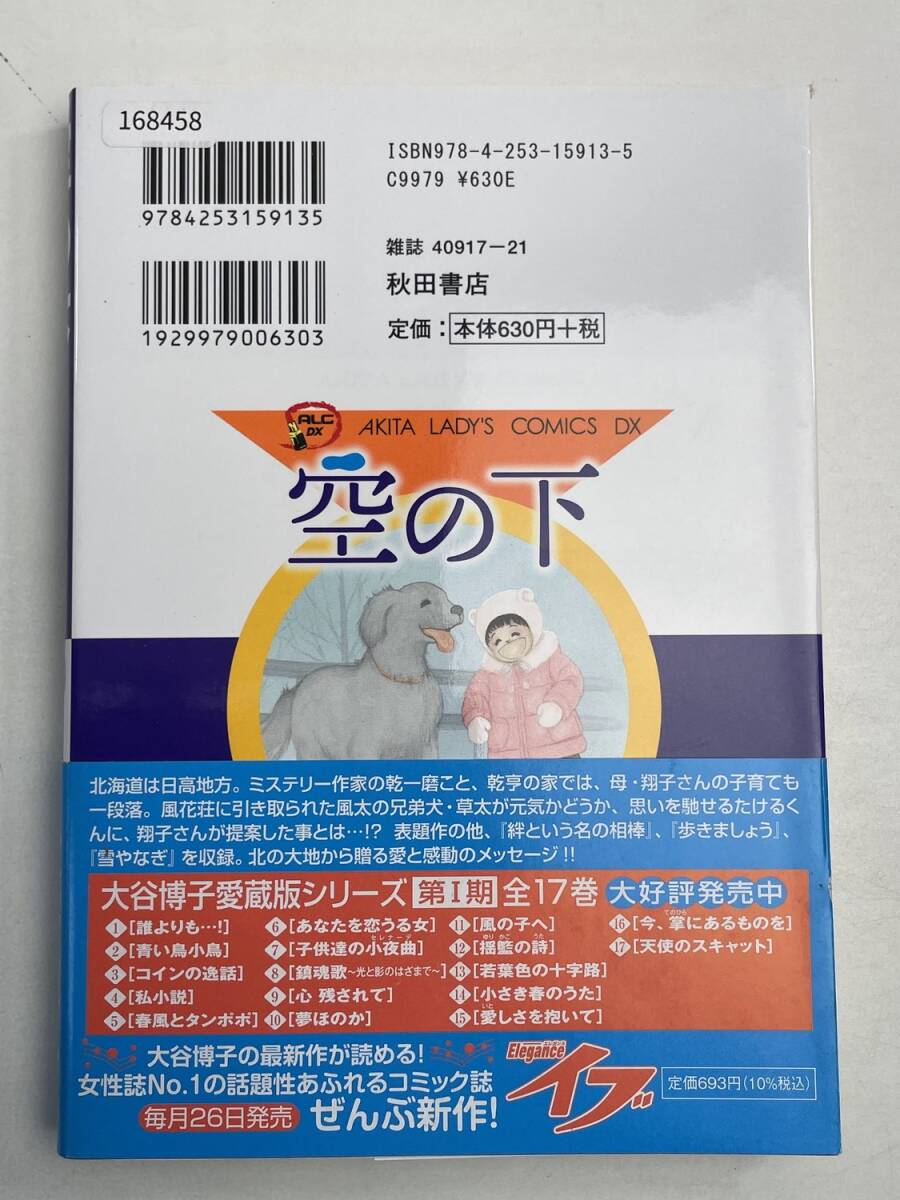 168458
ISBN978-4-253-15913-5
C9979 ¥630E
9784253159135
雑誌 40917-21
秋田書店
定価：本体630円+税
1929979006303
ALC
DX
AKITA LADY'S COMICS DX
空の下
北海道は日高地方。ミステリー作家の乾一磨こと、乾亨の家では、母・翔子さんの子育ても
一段落。風花荘に引き取られた風太の兄弟犬・草太が元気かどうか、思いを馳せるたけるく
んに、翔子さんが提案した事とは…!? 表題作の他、『絆という名の相棒』、『歩きましょう』、
『雪やなぎ』を収録。北の大地から贈る愛と感動のメッセージ!!
大谷博子愛蔵版シリーズ 第Ⅰ期 全17巻 大好評発売中
1[誰よりも…!]
2[青い鳥小鳥]
3[コインの逸話]
4[私小説]
5[春風とタンポポ]
6[あなたを恋うる女]
セレナーデ
7[子供達の小夜曲]
8[鎮魂歌～光と影のはざまで～]
9[心 残されて]
10[夢ほのか]
11[風の子へ]
ゆりかご うた
12[揺籃の詩]
13[若葉色の十字路]
14[小さき春のうた]
いと
15[愛しさを抱いて]
てのひら
16[今、掌にあるものを]
17[天使のスキャット]
大谷博子の最新作が読める!
女性誌No.1の話題性あふれるコミック誌
毎月26日発売 ぜんぶ新作!
Elegance
イブ
定価693円(10%税込)